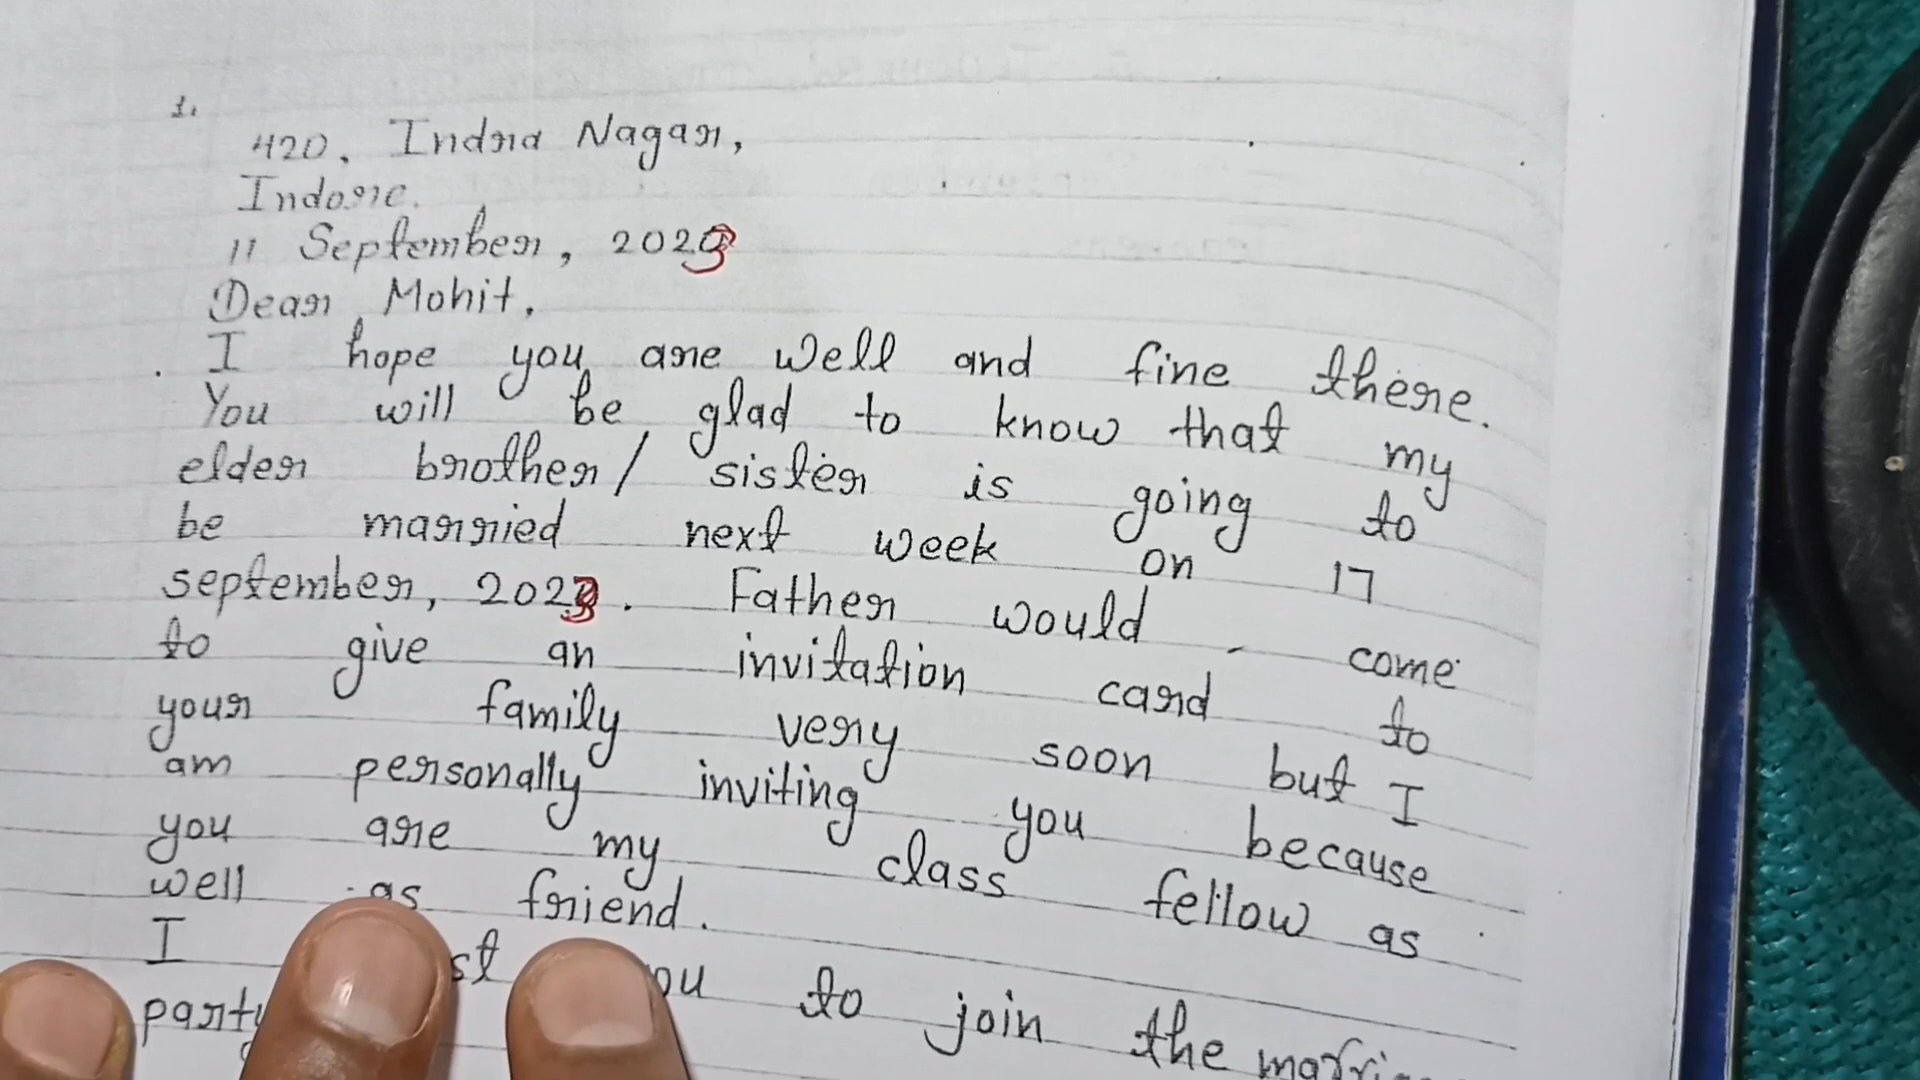 1.
420, Indra Nagar,
Indore.
11 September, 2023
Dear Mohit,
I hope you are well and fine there.
You will be glad to know that my
elder brother/ sister is going to
be married next week on 17
september, 2023. Father would come
to give an invitation card to
your family very soon but I
am personally inviting you because
you are my class fellow as
well as friend.
I to join the
party